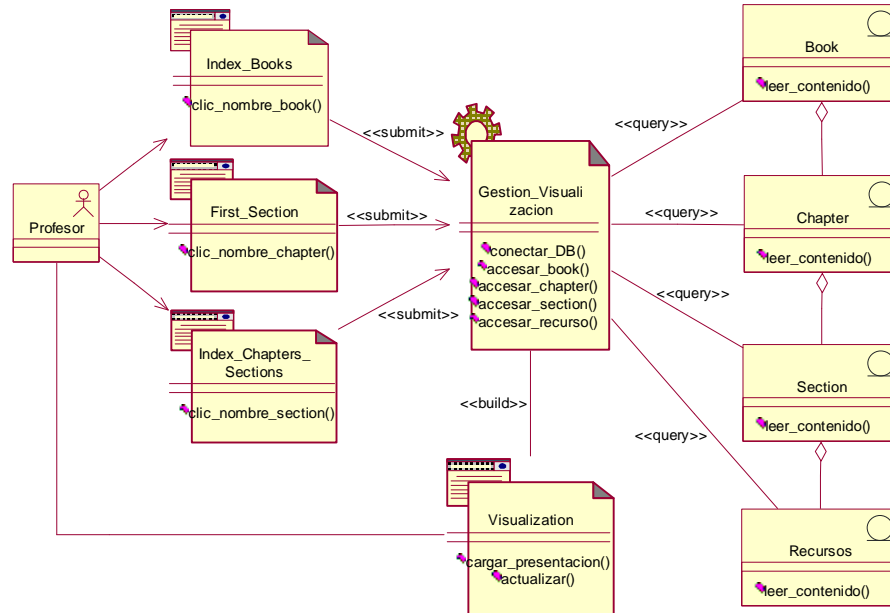 Profesor
Index_Books
clic_nombre_book()
First_Section
clic_nombre_chapter()
Index_Chapters_
Sections
clic_nombre_section()
<<submit>>
<<submit>>
<<submit>>
Gestion_Visuali
zacion
conectar_DB()
accesar_book()
accesar_chapter()
accesar_section()
accesar_recurso()
<<build>>
Visualization
cargar_presentacion()
actualizar()
<<query>>
<<query>>
<<query>>
<<query>>
Book
leer_contenido()
Chapter
leer_contenido()
Section
leer_contenido()
Recursos
leer_contenido()